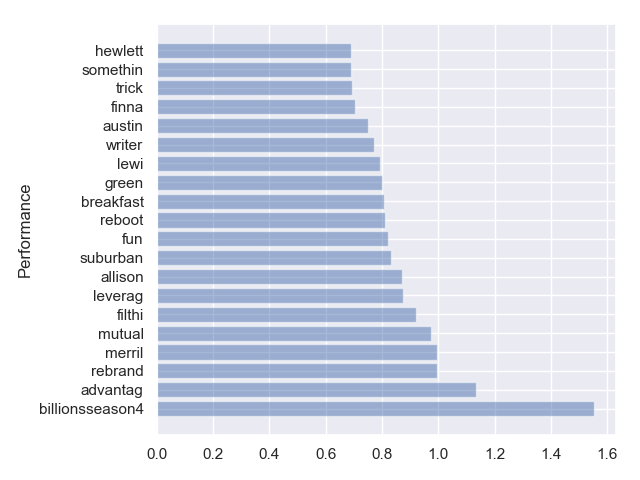 hewlett
somethin
trick
finna
austin
writer
lewi
green
breakfast
reboot
fun
suburban
allison
leverag
filthi
mutual
merril
rebrand
advantag
billionsseason4
Performance
0.0 0.2 0.4 0.6 0.8 1.0 1.2 1.4 1.6